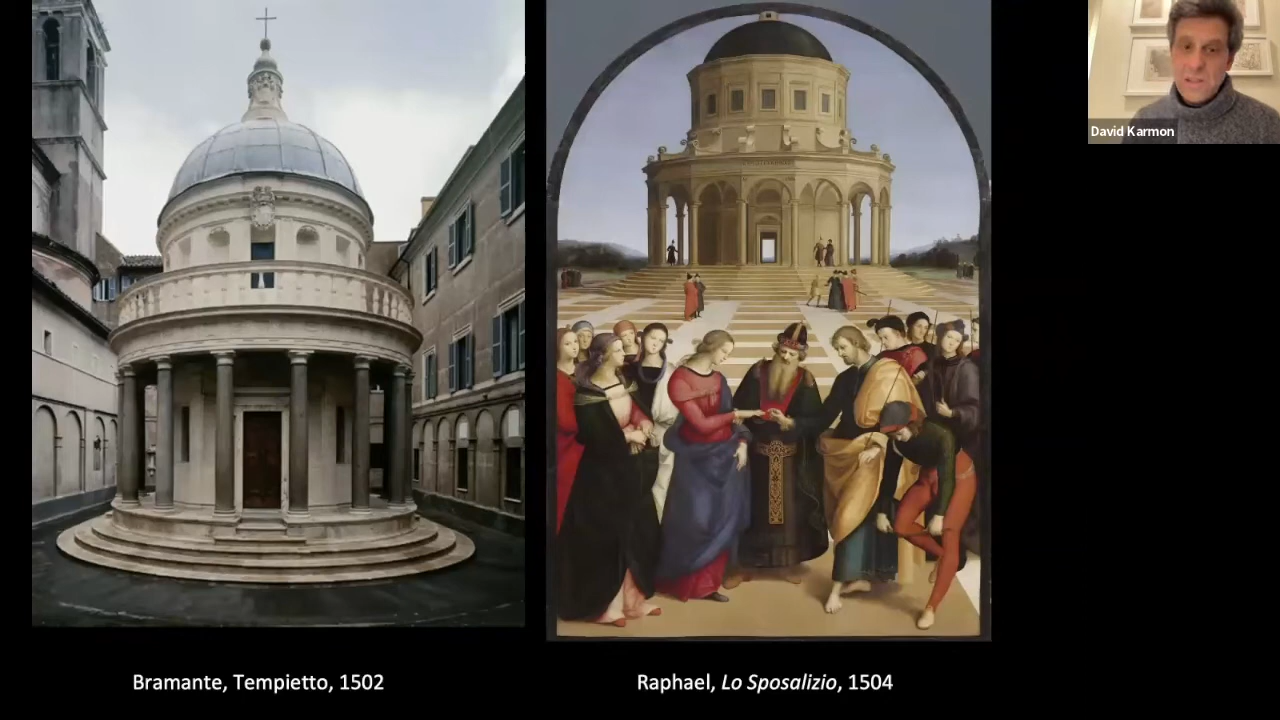 David Karmon
Bramante, Tempietto, 1502
Raphael, Lo Sposalizio, 1504